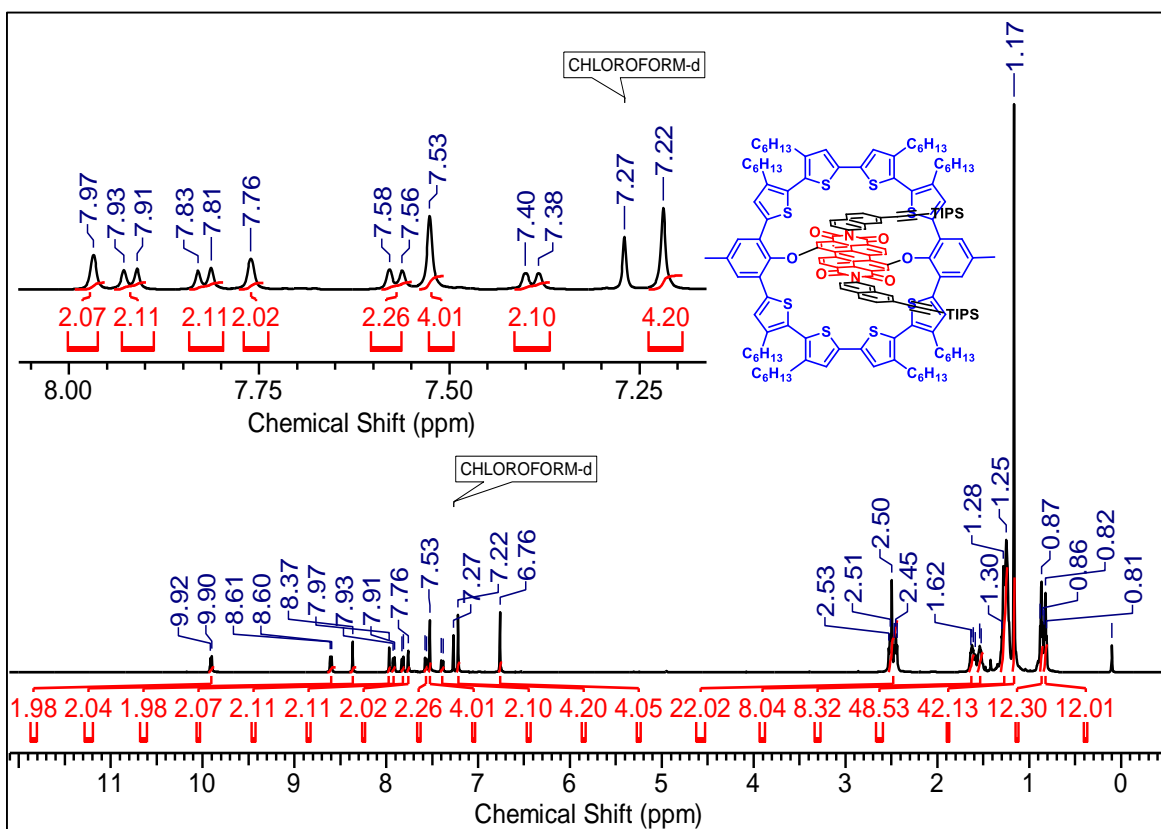 CHLOROFORM-d
7.97
7.93
7.91
7.83
7.81
7.76
7.58
7.56
7.53
7.40
7.38
7.27
7.22
1.17
2.07 2.11 2.11 2.02 2.26 4.01 2.10 4.20
8.00 7.75 7.50 7.25
Chemical Shift (ppm)
C6H13 C6H13
C6H13 C6H13
S S
S S
TIPS
O N O
O O
O N O
TIPS
S S
S S
C6H13 C6H13
C6H13 C6H13
CHLOROFORM-d
9.92
9.90
8.61
8.60
8.37
7.97
7.93
7.91
7.76
7.53
7.27
7.22
6.76
2.53
2.51
2.50
2.45
1.62
1.30
1.28
1.25
0.87
0.86
0.82
0.81
1.98 2.04 1.98 2.07 2.11 2.11 2.02 2.26 4.01 2.10 4.20 4.05 22.02 8.04 8.32 48.53 42.13 12.30 12.01
11 10 9 8 7 6 5 4 3 2 1 0
Chemical Shift (ppm)